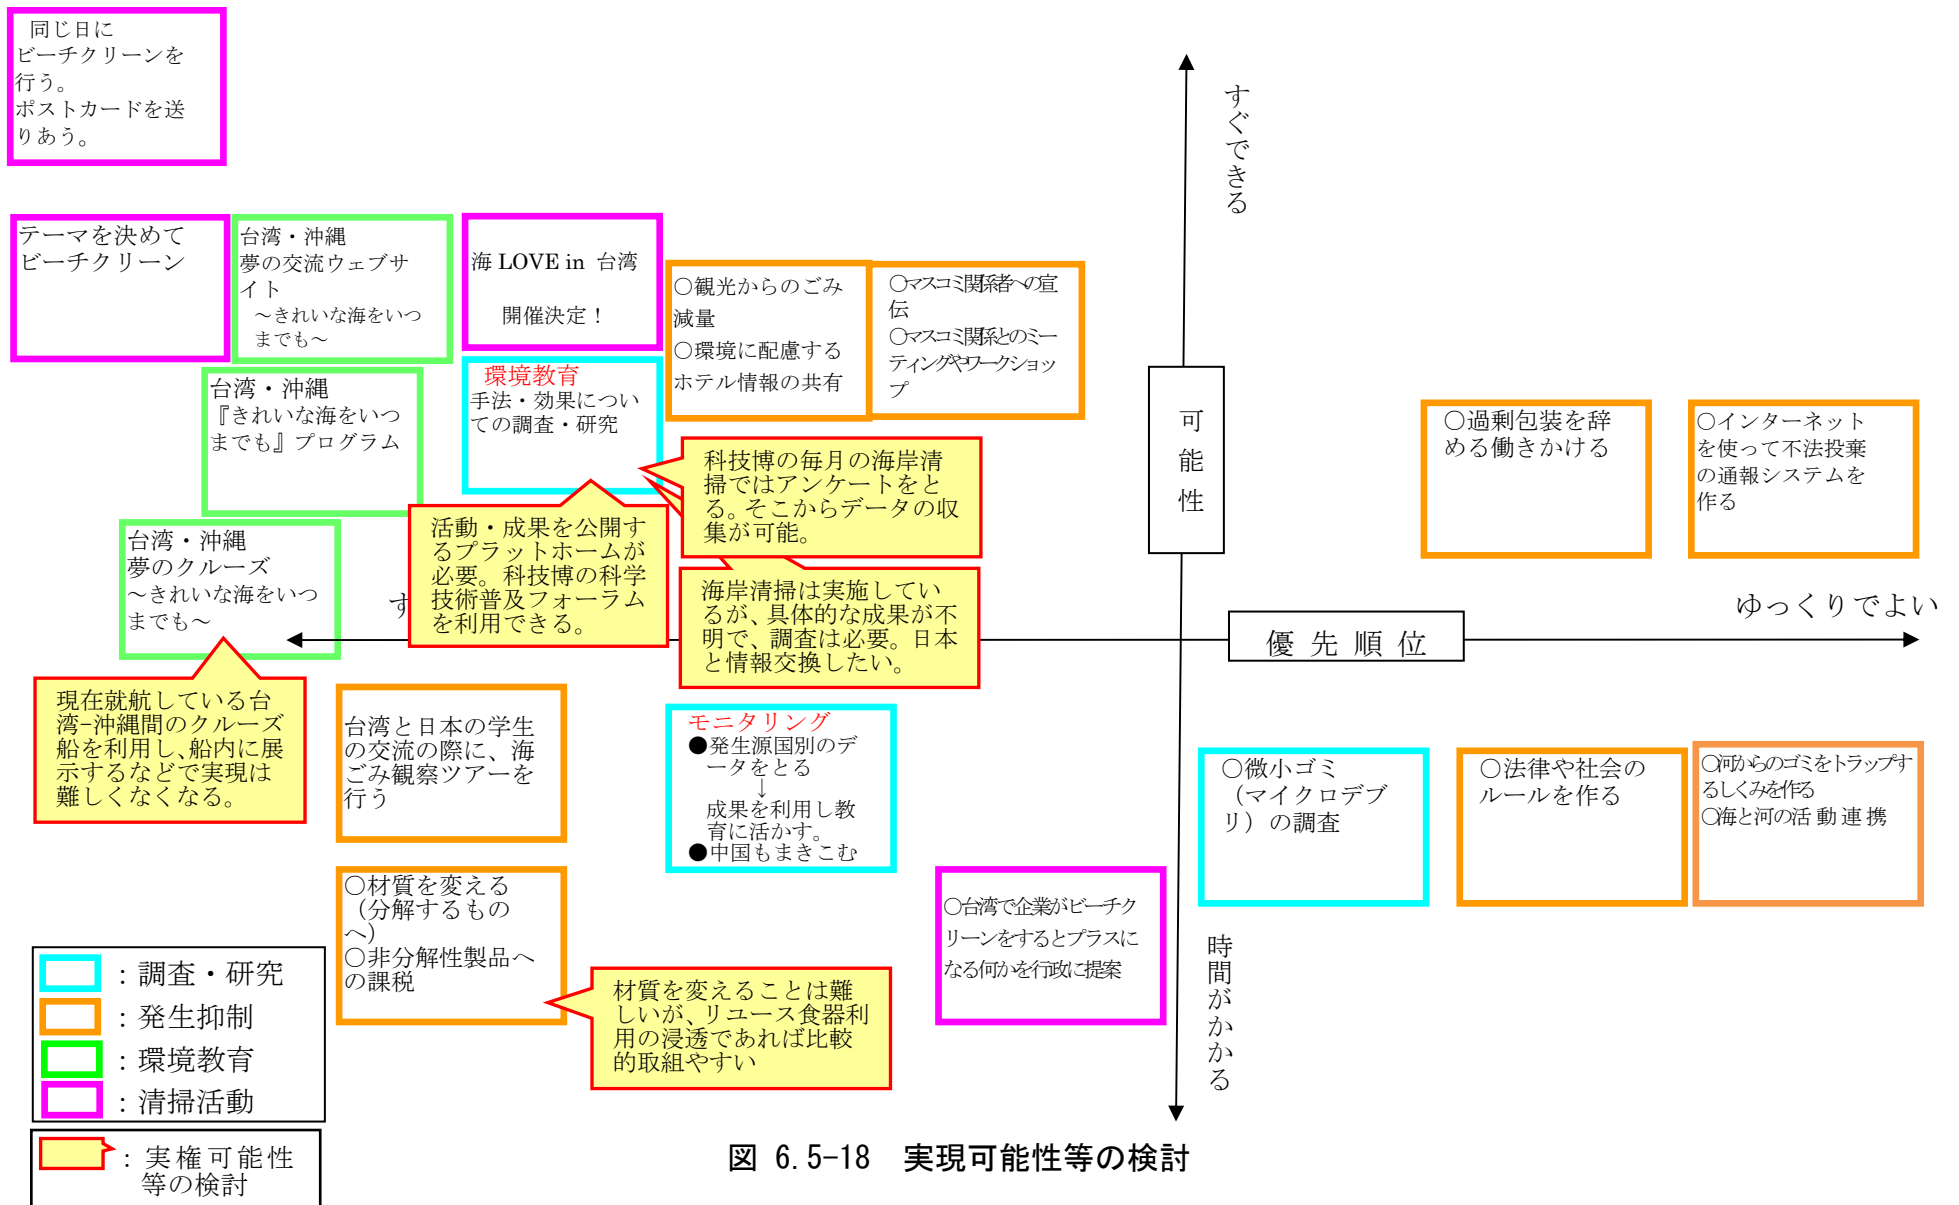 同じ日に
ビーチクリーンを
行う。
ポストカードを送
りあう。
すぐできる
テーマを決めて
ビーチクリーン
台湾・沖縄
夢の交流ウェブサ
イト
～きれいな海をいつ
までも～
海 LOVE in 台湾
開催決定！
○観光からのごみ
減量
○環境に配慮する
ホテル情報の共有
○マスコミ関係者への宣
伝
○マスコミ関係とのミー
ティングやワークショッ
プ
台湾・沖縄
『きれいな海をいつ
までも』プログラム
環境教育
手法・効果につい
ての調査・研究
可能性
○過剰包装を辞
める働きかける
○インターネット
を使って不法投棄
の通報システムを
作る
科技博の毎月の海岸清
掃ではアンケートをと
る。そこからデータの収
集が可能。
活動・成果を公開す
るプラットホームが
必要。科技博の科学
技術普及フォーラム
を利用できる。
台湾・沖縄
夢のクルーズ
～きれいな海をいつ
までも～
す
海岸清掃は実施してい
るが、具体的な成果が不
明で、調査は必要。日本
と情報交換したい。
ゆっくりでよい
優先順位
現在就航している台
湾-沖縄間のクルーズ
船を利用し、船内に展
示するなどで実現は
難しくなくなる。
台湾と日本の学生
の交流の際に、海
ごみ観察ツアーを
行う
モニタリング
●発生源国別のデ
ータをとる
↓
成果を利用し教
育に活かす。
●中国もまきこむ
○微小ゴミ
（マイクロデブ
リ）の調査
○法律や社会の
ルールを作る
○河からのゴミをトラップす
るしくみを作る
○海と河の活動連携
○材質を変える
（分解するもの
へ）
○非分解性製品へ
の課税
○台湾で企業がビーチク
リーンをするとプラスに
なる何かを行政に提案
時間がかかる
材質を変えることは難
しいが、リユース食器利
用の浸透であれば比較
的取組やすい
：調査・研究
：発生抑制
：環境教育
：清掃活動
：実権可能性
等の検討
図 6.5-18 実現可能性等の検討